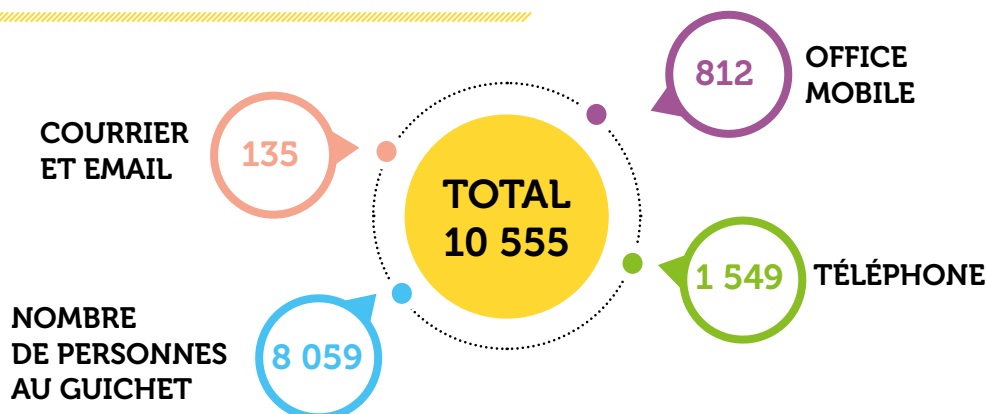 812
OFFICE
MOBILE
COURRIER
ET EMAIL
135
TOTAL
10 555
1 549
TÉLÉPHONE
NOMBRE
DE PERSONNES
AU GUICHET
8 059